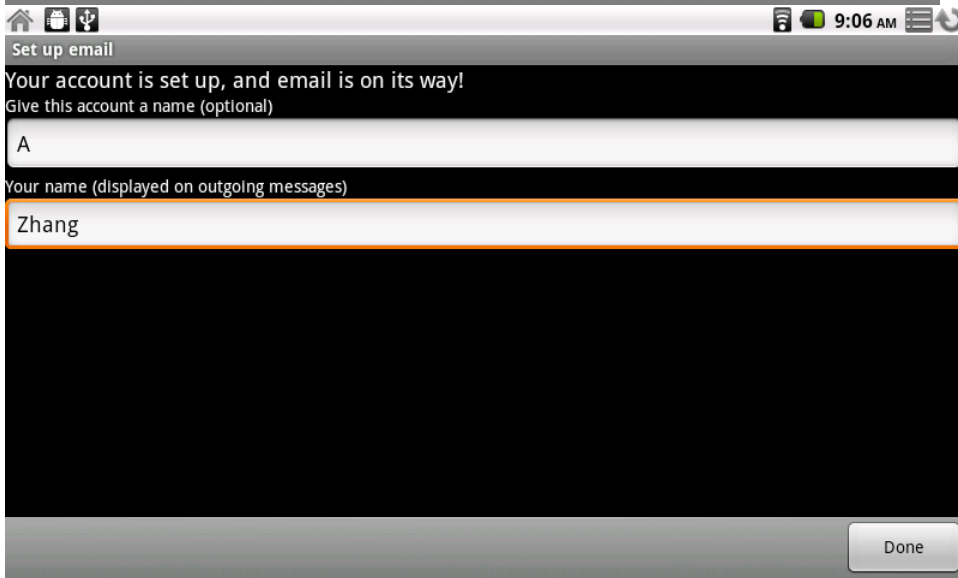 9:06 AM
Set up email
Your account is set up, and email is on its way!
Give this account a name (optional)
A
Your name (displayed on outgoing messages)
Zhang
Done